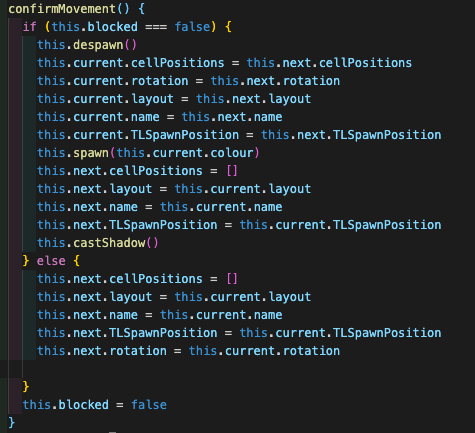 confirmMovement() {
if (this.blocked === false) {
this.despawn()
this.current.cellPositions = this.next.cellPositions
this.current.rotation = this.next.rotation
this.current.layout = this.next.layout
this.current.name = this.next.name
this.current.TLSpawnPosition = this.next.TLSpawnPosition
this.spawn(this.current.colour)
this.next.cellPositions = []
this.next.layout = this.current.layout
this.next.name = this.current.name
this.next.TLSpawnPosition = this.current.TLSpawnPosition
this.castShadow()
} else {
this.next.cellPositions = []
this.next.layout = this.current.layout
this.next.name = this.current.name
this.next.TLSpawnPosition = this.current.TLSpawnPosition
this.next.rotation = this.current.rotation
}
this.blocked = false
}